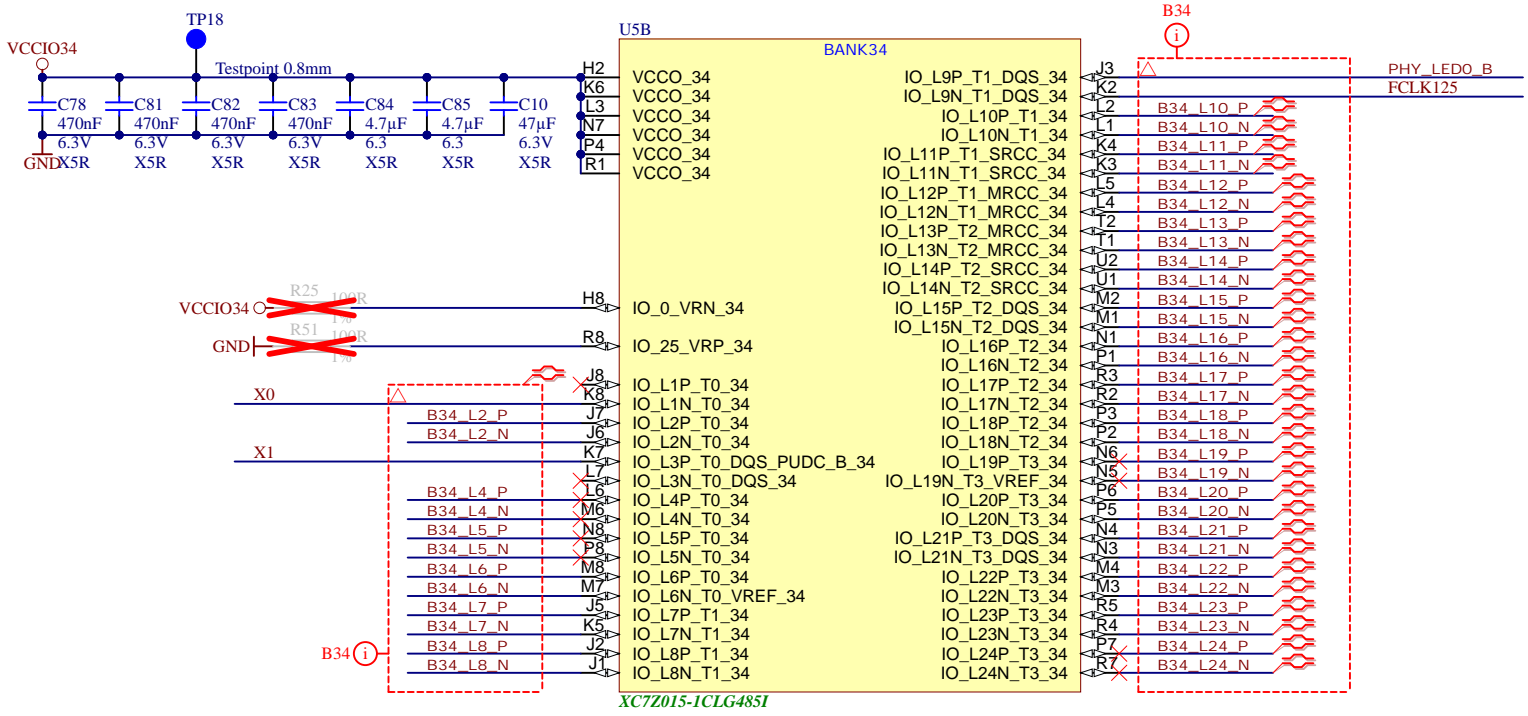 TP18
VCCIO34
Testpoint 0.8mm
C78
470nF
6.3V
X5R
C81
470nF
6.3V
X5R
C82
470nF
6.3V
X5R
C83
470nF
6.3V
X5R
C84
4.7µF
6.3
X5R
C85
4.7µF
6.3
X5R
C10
47µF
6.3V
X5R
GND
U5B
BANK34
H2 VCCO_34
K6 VCCO_34
L3 VCCO_34
N7 VCCO_34
P4 VCCO_34
R1 VCCO_34
VCCIO34 R25 100R 1% H8 IO_0_VRN_34
GND R51 100R 1% R8 IO_25_VRP_34
J8 IO_L1P_T0_34
X0 K8 IO_L1N_T0_34
B34_L2_P J7 IO_L2P_T0_34
B34_L2_N J6 IO_L2N_T0_34
X1 K7 IO_L3P_T0_DQS_PUDC_B_34
L7 IO_L3N_T0_DQS_34
B34_L4_P L6 IO_L4P_T0_34
B34_L4_N M6 IO_L4N_T0_34
B34_L5_P N8 IO_L5P_T0_34
B34_L5_N P8 IO_L5N_T0_34
B34_L6_P M8 IO_L6P_T0_34
B34_L6_N M7 IO_L6N_T0_VREF_34
B34_L7_P J5 IO_L7P_T1_34
B34_L7_N K5 IO_L7N_T1_34
B34_L8_P J2 IO_L8P_T1_34
B34_L8_N J1 IO_L8N_T1_34
B34 i
B34
i
IO_L9P_T1_DQS_34 J3 PHY_LED0_B
IO_L9N_T1_DQS_34 K2 FCLK125
IO_L10P_T1_34 L2 B34_L10_P
IO_L10N_T1_34 L1 B34_L10_N
IO_L11P_T1_SRCC_34 K4 B34_L11_P
IO_L11N_T1_SRCC_34 K3 B34_L11_N
IO_L12P_T1_MRCC_34 L5 B34_L12_P
IO_L12N_T1_MRCC_34 L4 B34_L12_N
IO_L13P_T2_MRCC_34 T2 B34_L13_P
IO_L13N_T2_MRCC_34 T1 B34_L13_N
IO_L14P_T2_SRCC_34 U2 B34_L14_P
IO_L14N_T2_SRCC_34 U1 B34_L14_N
IO_L15P_T2_DQS_34 M2 B34_L15_P
IO_L15N_T2_DQS_34 M1 B34_L15_N
IO_L16P_T2_34 N1 B34_L16_P
IO_L16N_T2_34 P1 B34_L16_N
IO_L17P_T2_34 R3 B34_L17_P
IO_L17N_T2_34 R2 B34_L17_N
IO_L18P_T2_34 P3 B34_L18_P
IO_L18N_T2_34 P2 B34_L18_N
IO_L19P_T3_34 N6 B34_L19_P
IO_L19N_T3_VREF_34 N5 B34_L19_N
IO_L20P_T3_34 P6 B34_L20_P
IO_L20N_T3_34 P5 B34_L20_N
IO_L21P_T3_DQS_34 N4 B34_L21_P
IO_L21N_T3_DQS_34 N3 B34_L21_N
IO_L22P_T3_34 M4 B34_L22_P
IO_L22N_T3_34 M3 B34_L22_N
IO_L23P_T3_34 R5 B34_L23_P
IO_L23N_T3_34 R4 B34_L23_N
IO_L24P_T3_34 P7 B34_L24_P
IO_L24N_T3_34 R7 B34_L24_N
XC7Z015-1CLG485I